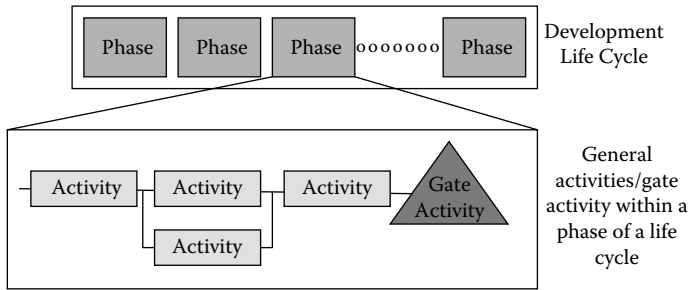 Phase Phase Phase ooooooo Phase
Development
Life Cycle
Activity Activity Activity
Gate
Activity
Activity
General
activities/gate
activity within a
phase of a life
cycle